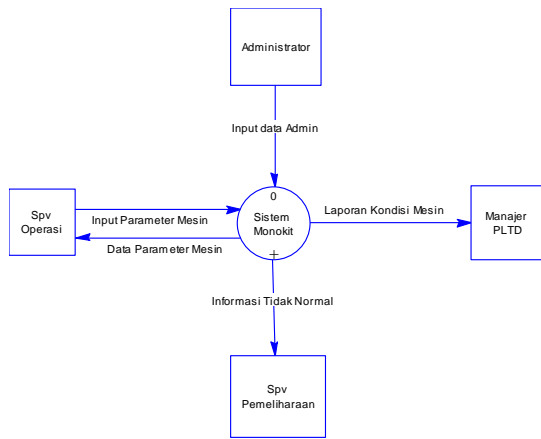 Administrator
Input data Admin
0
Sistem
Monokit
+
Spv
Operasi
Input Parameter Mesin
Data Parameter Mesin
Laporan Kondisi Mesin
Manajer
PLTD
Informasi Tidak Normal
Spv
Pemeliharaan